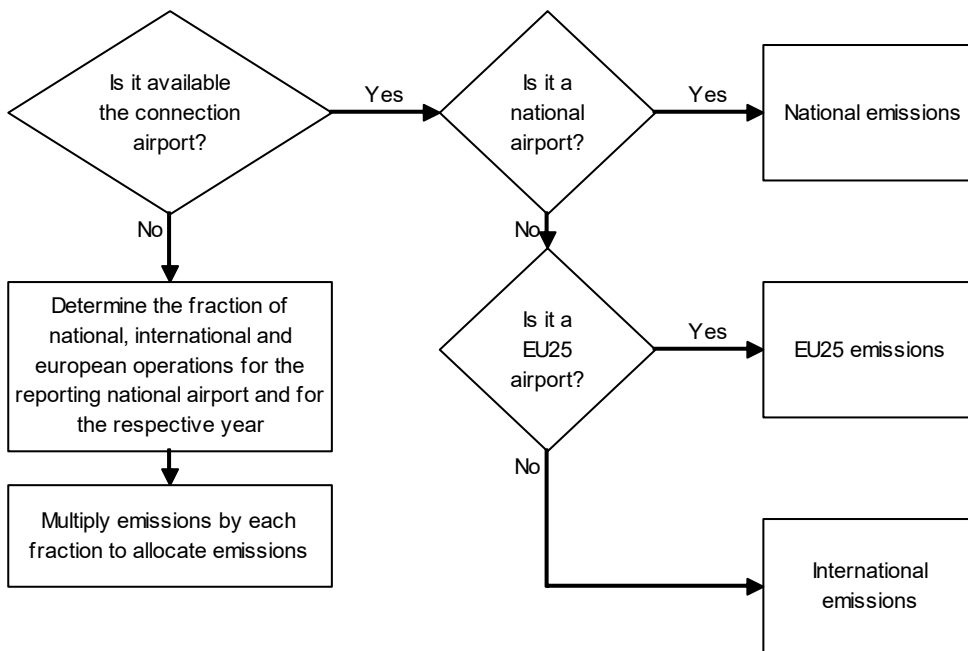 Is it available
the connection
airport?
Yes
Is it a
national
airport?
Yes
National emissions
No
No
Determine the fraction of
national, international and
european operations for the
reporting national airport and for
the respective year
Is it a
EU25
airport?
Yes
EU25 emissions
No
Multiply emissions by each
fraction to allocate emissions
International
emissions